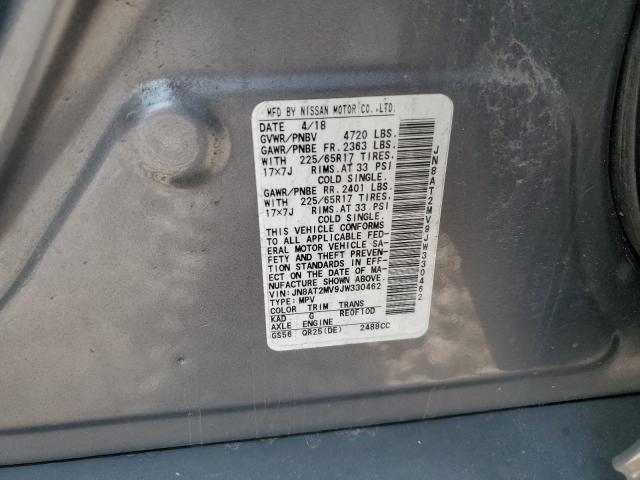 MFD BY NISSAN MOTOR CO.,LTD.
DATE 4/18
GVWR/PNBV 4720 LBS.
GAWR/PNBE FR. 2363 LBS.
WITH 225/65R17 TIRES,
17×7J RIMS.AT 33 PSI
COLD SINGLE.
GAWR/PNBE RR. 2401 LBS.
WITH 225/65R17 TIRES,
17×7J RIMS.AT 33 PSI
COLD SINGLE.
THIS VEHICLE CONFORMS
TO ALL APPLICABLE FED-
ERAL MOTOR VEHICLE SA-
FETY AND THEFT PREVEN-
TION STANDARDS IN EFF-
ECT ON THE DATE OF MA-
NUFACTURE SHOWN ABOVE.
VIN: JN8AT2MV9JW330462
TYPE: MPV
COLOR TRIM TRANS
KAD G RE0F10D
AXLE ENGINE
GS56 QR25(DE) 2488CC
JN8AT2MV9JW330462